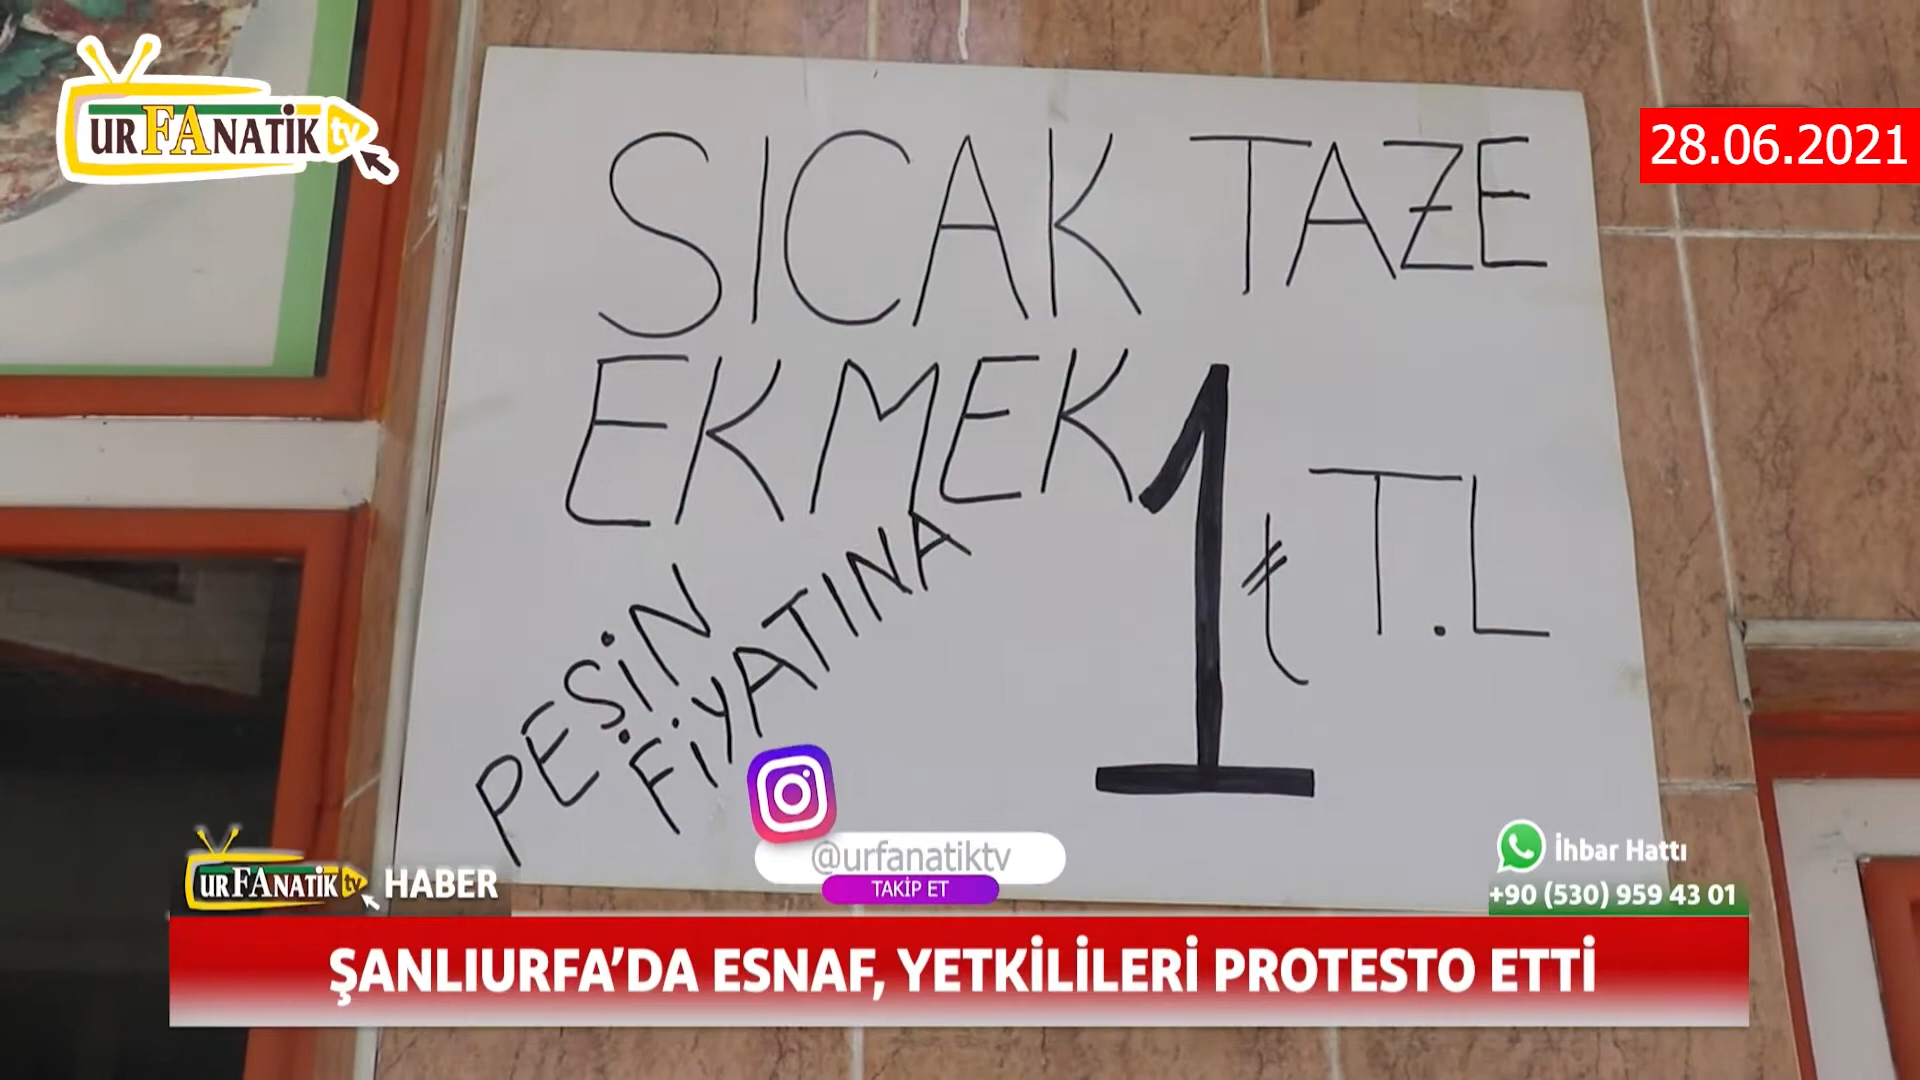 urFAnatik tv
28.06.2021
SICAK TAZE
EKMEK 1 ₺ T.L
PEŞİN
FİYATINA
@urfanatiktv
TAKİP ET
urFAnatik tv HABER
İhbar Hattı
+90 (530) 959 43 01
ŞANLIURFA'DA ESNAF, YETKİLİLERİ PROTESTO ETTİ